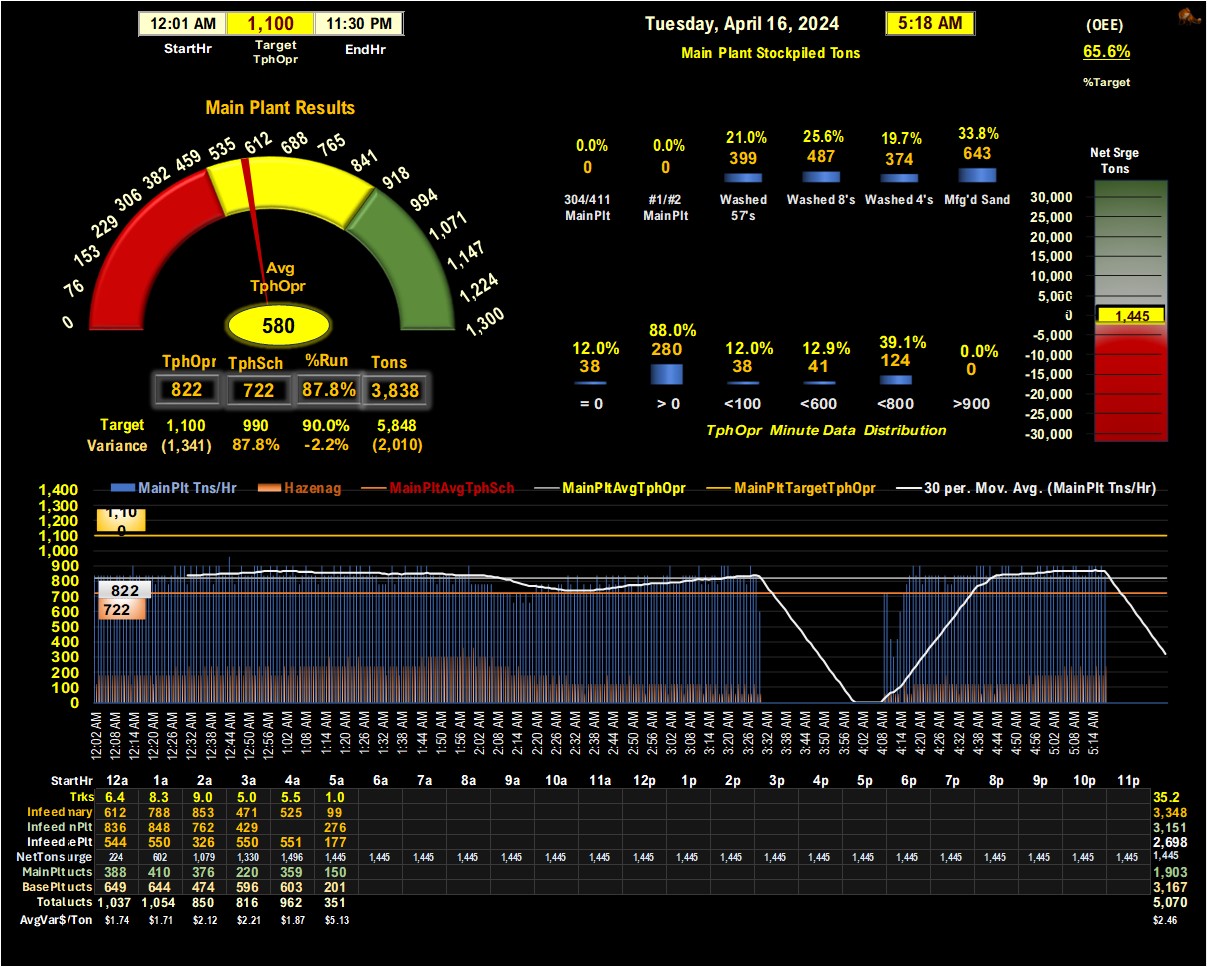 12:01 AM 1,100 11:30 PM
StartHr Target TphOpr EndHr
Tuesday, April 16, 2024 5:18 AM
Main Plant Stockpiled Tons
(OEE)
65.6%
%Target
Main Plant Results
0 76 153 229 306 382 459 535 612 688 765 841 918 994 1,071 1,147 1,224 1,300
Avg
TphOpr
580
TphOpr TphSch %Run Tons
822 722 87.8% 3,838
Target 1,100 990 90.0% 5,848
Variance (1,341) 87.8% -2.2% (2,010)
0.0% 0.0% 21.0% 25.6% 19.7% 33.8%
0 0 399 487 374 643
304/411 MainPlt #1/#2 MainPlt Washed 57's Washed 8's Washed 4's Mfg'd Sand
12.0% 88.0% 12.0% 12.9% 39.1% 0.0%
38 280 38 41 124 0
= 0 > 0 <100 <600 <800 >900
TphOpr Minute Data Distribution
Net Srge
Tons
30,000
25,000
20,000
15,000
10,000
5,000
0
1,445
-5,000
-10,000
-15,000
-20,000
-25,000
-30,000
MainPlt Tns/Hr Hazenag MainPltAvgTphSch MainPltAvgTphOpr MainPltTargetTphOpr 30 per. Mov. Avg. (MainPlt Tns/Hr)
1,400
1,300
1,200
1,100
1,000
900
800
700
600
500
400
300
200
100
0
1,100
822
722
12:02 AM 12:08 AM 12:14 AM 12:20 AM 12:26 AM 12:32 AM 12:38 AM 12:44 AM 12:50 AM 12:56 AM 1:02 AM 1:08 AM 1:14 AM 1:20 AM 1:26 AM 1:32 AM 1:38 AM 1:44 AM 1:50 AM 1:56 AM 2:02 AM 2:08 AM 2:14 AM 2:20 AM 2:26 AM 2:32 AM 2:38 AM 2:44 AM 2:50 AM 2:56 AM 3:02 AM 3:08 AM 3:14 AM 3:20 AM 3:26 AM 3:32 AM 3:38 AM 3:44 AM 3:50 AM 3:56 AM 4:02 AM 4:08 AM 4:14 AM 4:20 AM 4:26 AM 4:32 AM 4:38 AM 4:44 AM 4:50 AM 4:56 AM 5:02 AM 5:08 AM 5:14 AM
StartHr 12a 1a 2a 3a 4a 5a 6a 7a 8a 9a 10a 11a 12p 1p 2p 3p 4p 5p 6p 7p 8p 9p 10p 11p
Trks 6.4 8.3 9.0 5.0 5.5 1.0 35.2
Infeed mary 612 788 853 471 525 99 3,348
Infeed nPlt 836 848 762 429 276 3,151
Infeed ePlt 544 550 326 550 551 177 2,698
NetTons urge 224 602 1,079 1,330 1,496 1,445 1,445 1,445 1,445 1,445 1,445 1,445 1,445 1,445 1,445 1,445 1,445 1,445 1,445 1,445 1,445 1,445 1,445 1,445 1,445
MainPlt ucts 388 410 376 220 359 150 1,903
BasePlt ucts 649 644 474 596 603 201 3,167
Total ucts 1,037 1,054 850 816 962 351 5,070
AvgVar$/Ton $1.74 $1.71 $2.12 $2.21 $1.87 $5.13 $2.46